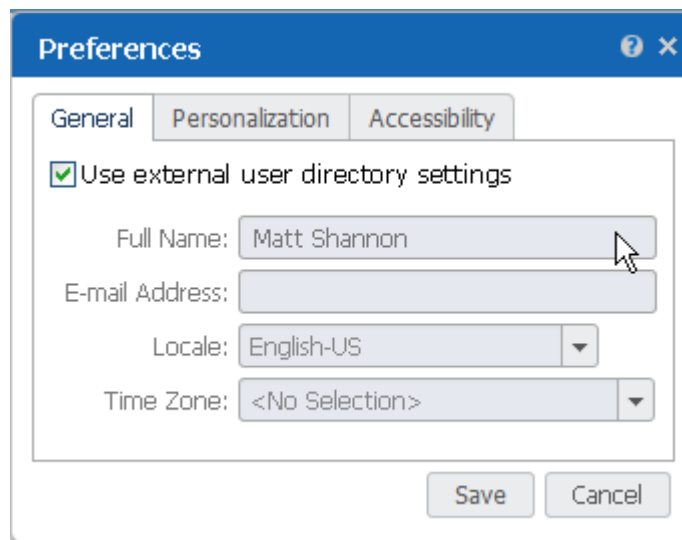 Preferences
General Personalization Accessibility
Use external user directory settings
Full Name: Matt Shannon
E-mail Address:
Locale: English-US
Time Zone: <No Selection>
Save Cancel